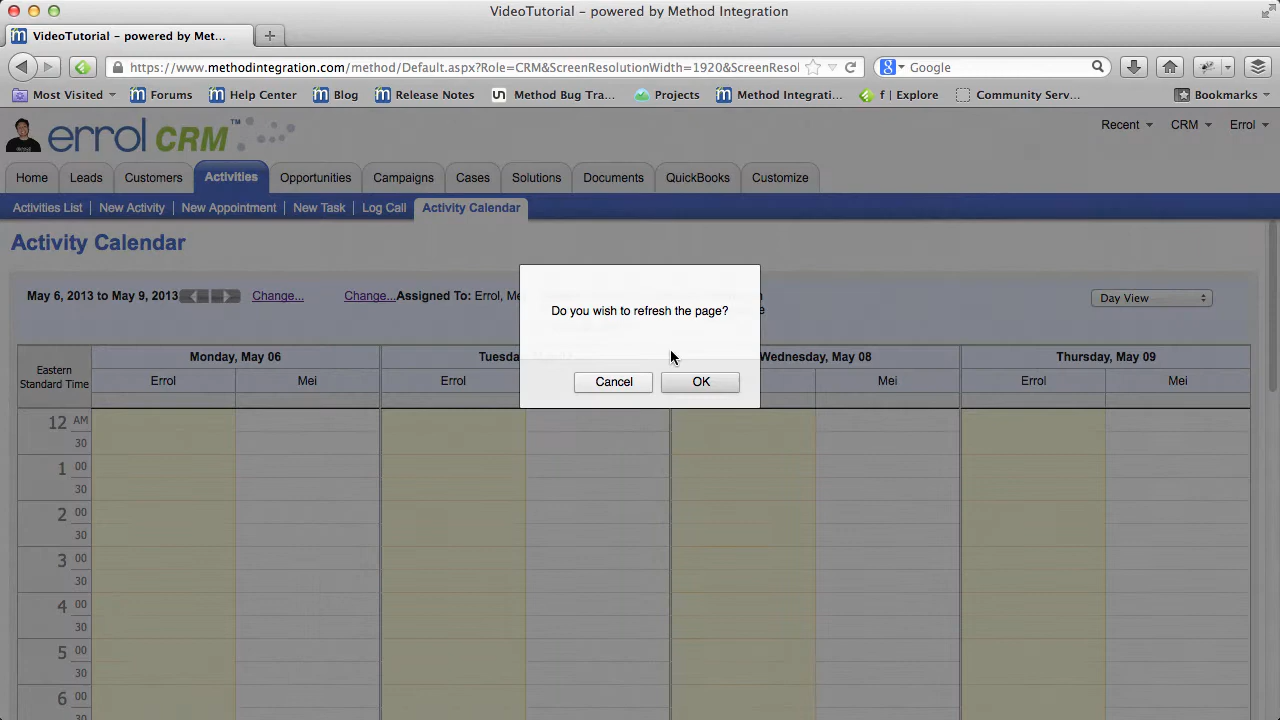 VideoTutorial – powered by Method Integration
VideoTutorial – powered by Met...
https://www.methodintegration.com/method/Default.aspx?Role=CRM&ScreenResolutionWidth=1920&ScreenResol
Google
Most Visited
Forums
Help Center
Blog
Release Notes
Method Bug Tra...
Projects
Method Integrati...
f | Explore
Community Serv...
Bookmarks
errol CRM™
Recent
CRM
Errol
Home
Leads
Customers
Activities
Opportunities
Campaigns
Cases
Solutions
Documents
QuickBooks
Customize
Activities List
New Activity
New Appointment
New Task
Log Call
Activity Calendar
Activity Calendar
May 6, 2013 to May 9, 2013
Change...
Change...
Assigned To: Errol, Me
Day View
Do you wish to refresh the page?
Cancel
OK
Eastern
Standard Time
Monday, May 06
Tuesd
Wednesday, May 08
Thursday, May 09
Errol
Mei
Errol
Mei
Errol
Mei
12 AM
30
1 00
30
2 00
30
3 00
30
4 00
30
5 00
30
6 00
30